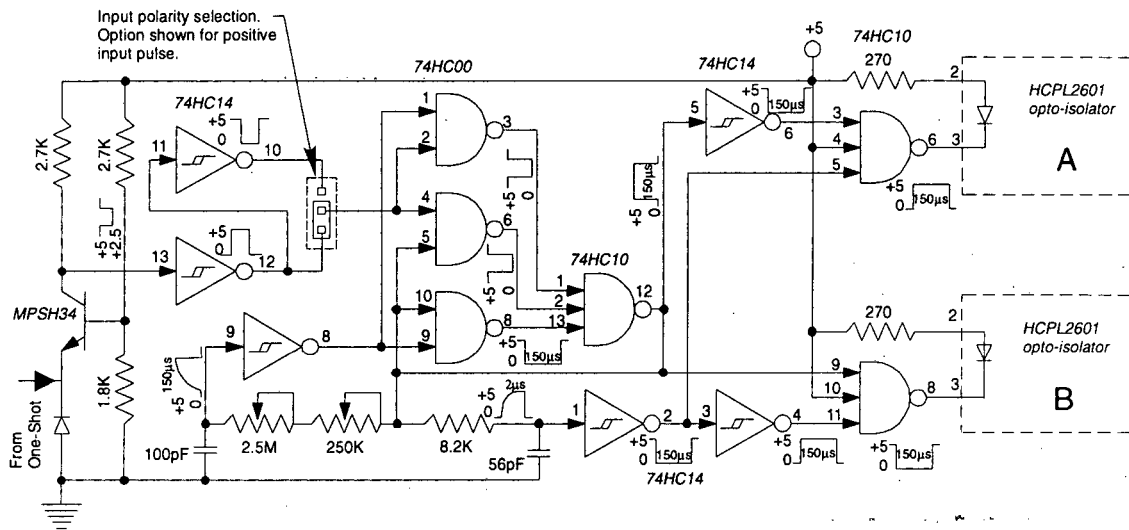 Input polarity selection.
Option shown for positive
input pulse.
+5
74HC10
270
2
HCPL2601
opto-isolator
3
A
74HC14
+5
0
150µs
5
6
3
4
5
6
+5
0
150µs
74HC00
1
2
3
+5
0
4
5
6
+5
0
10
9
8
+5
0
150µs
74HC14
+5
0
11
10
2.7K
2.7K
+5
+2.5
+5
0
13
12
MPSH34
1.8K
From
One-Shot
9
8
150µs
+5
0
100pF
2.5M
250K
8.2K
+5
0
2µs
56pF
74HC10
1
2
13
12
150µs
+5
0
1
2
+5
0
150µs
74HC14
3
4
+5
0
150µs
270
2
HCPL2601
opto-isolator
3
B
9
10
11
8
+5
0
150µs